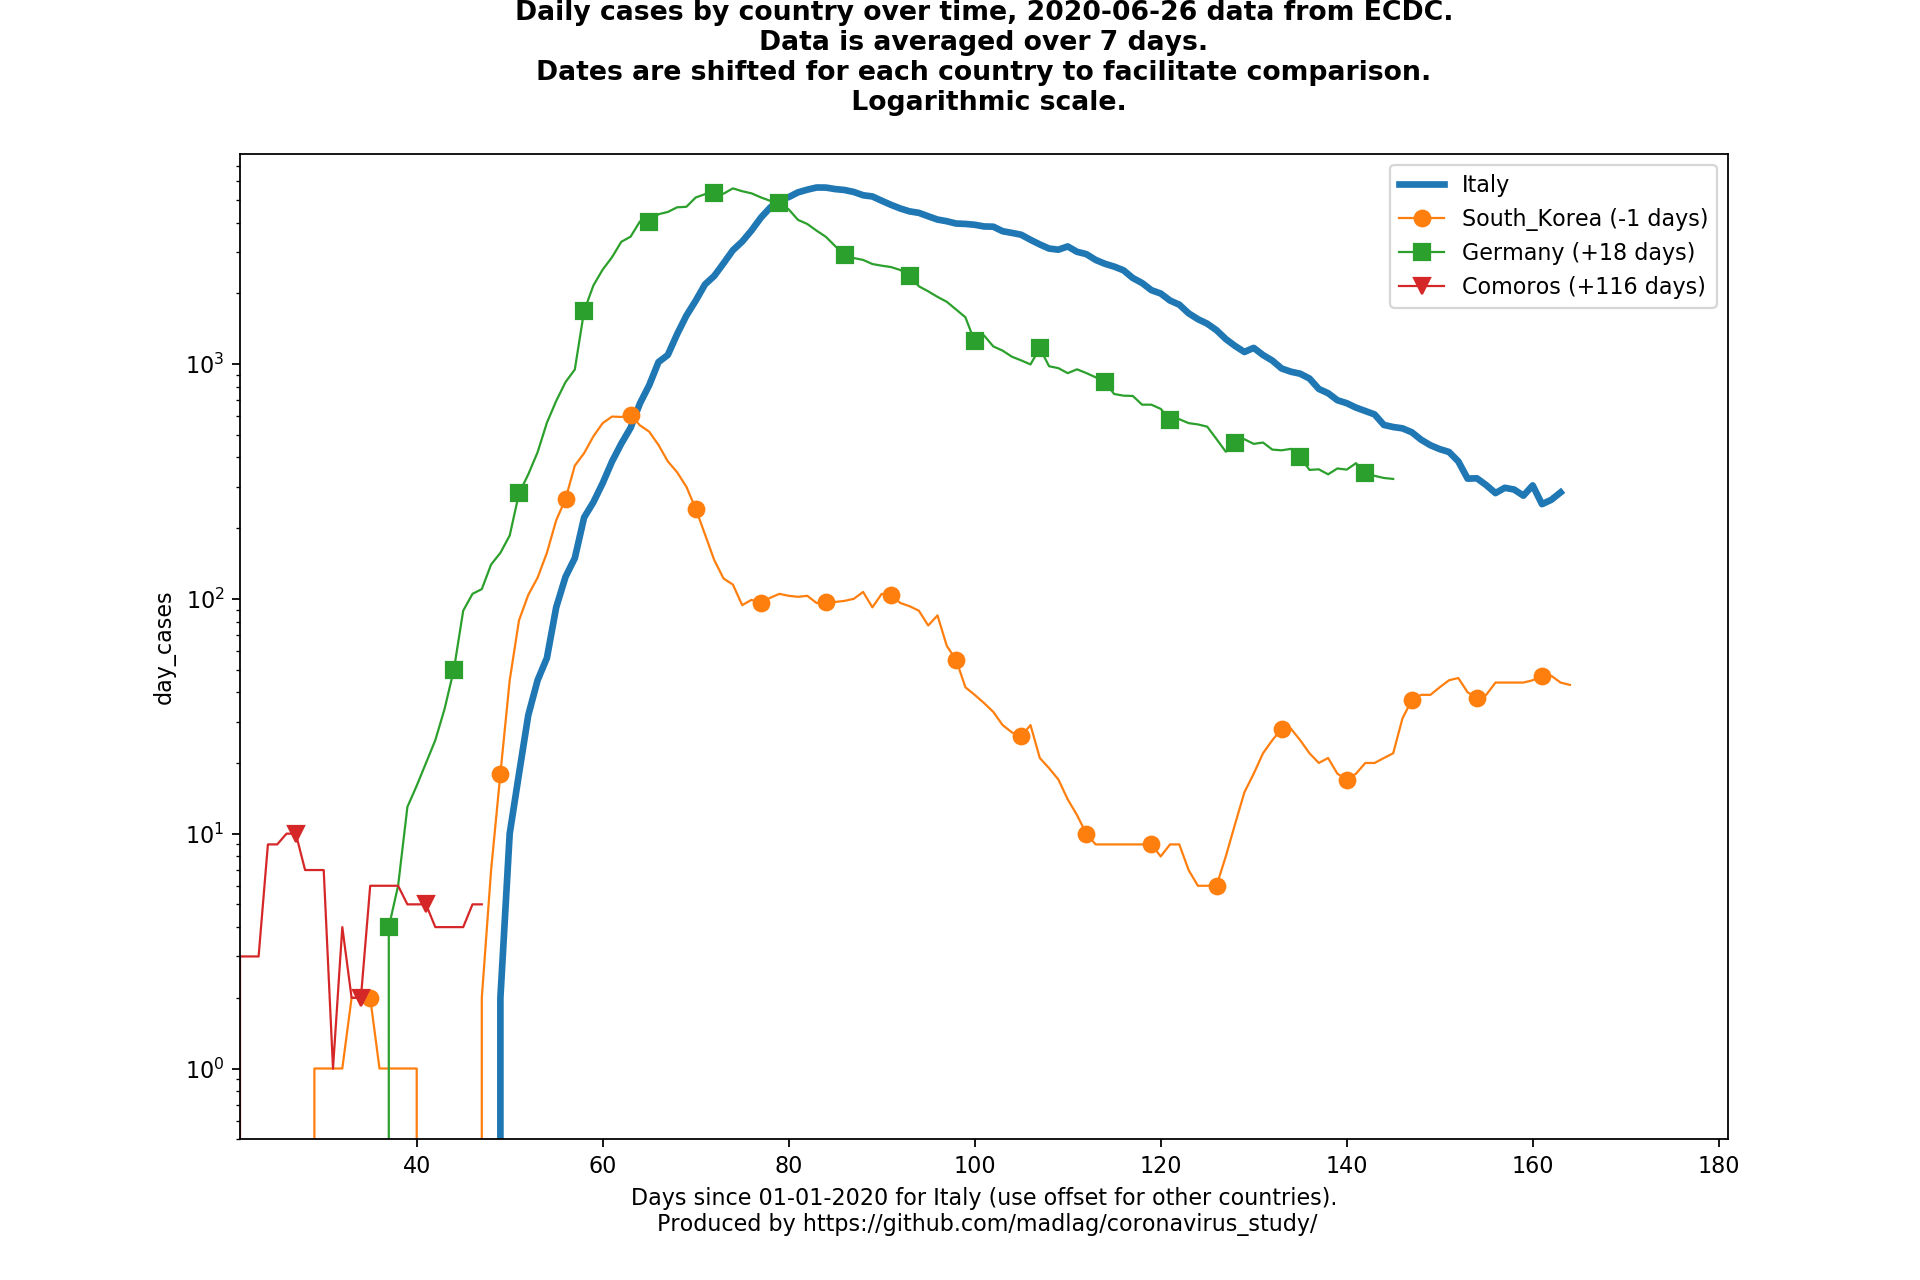 Daily cases by country over time, 2020-06-26 data from ECDC.
Data is averaged over 7 days.
Dates are shifted for each country to facilitate comparison.
Logarithmic scale.
Italy
South_Korea (-1 days)
Germany (+18 days)
Comoros (+116 days)
day_cases
10³
10²
10¹
10⁰
40 60 80 100 120 140 160 180
Days since 01-01-2020 for Italy (use offset for other countries).
Produced by https://github.com/madlag/coronavirus_study/